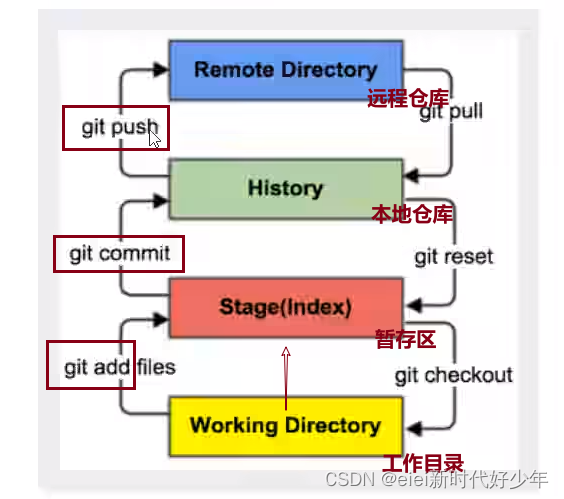 Remote Directory
远程仓库
git pull
git push
History
本地仓库
git commit
git reset
Stage(Index)
暂存区
git add files
git checkout
Working Directory
工作目录
CSDN @eiei新时代好少年